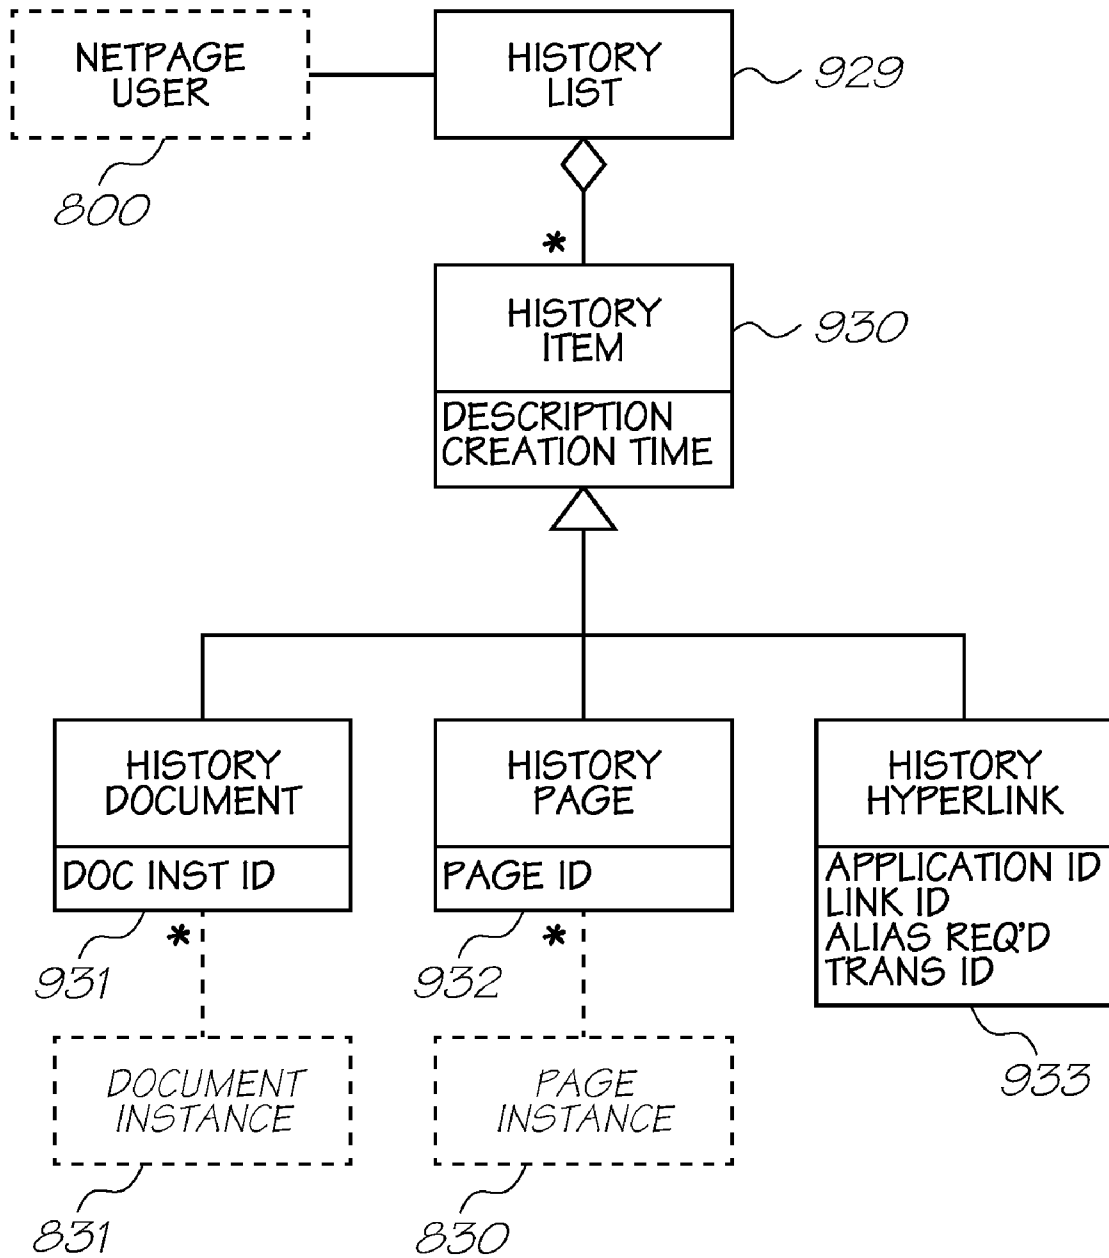 NETPAGE
USER
800
HISTORY
LIST
929
*
HISTORY
ITEM
930
DESCRIPTION
CREATION TIME
HISTORY
DOCUMENT
DOC INST ID
931
*
HISTORY
PAGE
PAGE ID
932
*
HISTORY
HYPERLINK
APPLICATION ID
LINK ID
ALIAS REQ'D
TRANS ID
933
DOCUMENT
INSTANCE
831
PAGE
INSTANCE
830